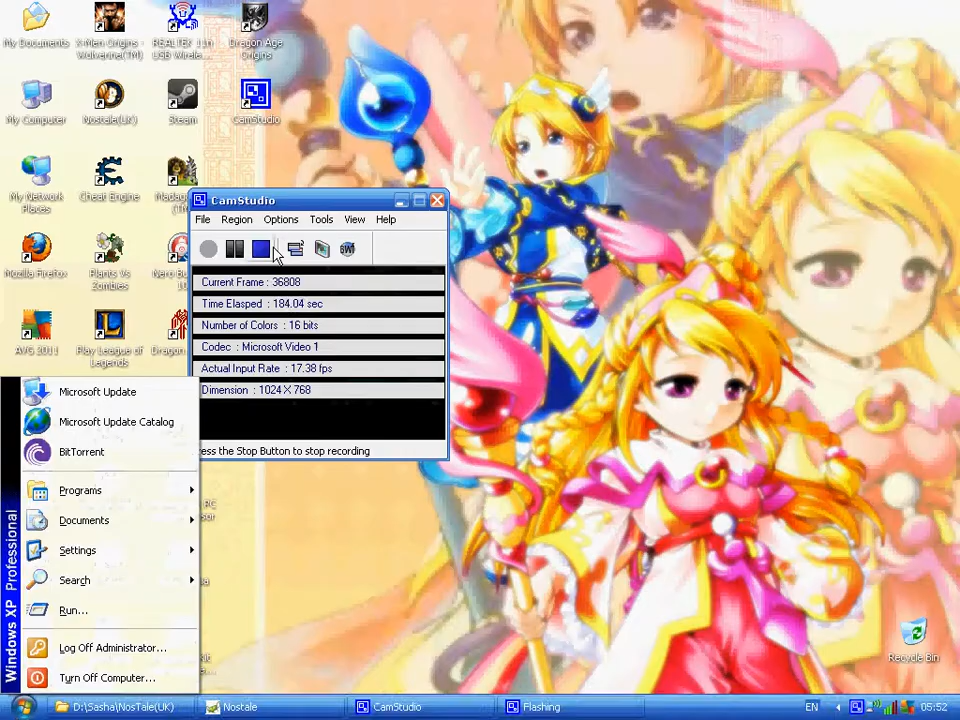 My Documents
X-Men Origins - Wolverine(TM)
REALTEK 11n USB Wirele...
Dragon Age Origins
My Computer
Nostale(UK)
Steam
CamStudio
My Network Places
Cheat Engine
Mozilla Firefox
Plants Vs Zombies
AVG 2011
Play League of Legends
CamStudio
File
Region
Options
Tools
View
Help
Current Frame : 36808
Time Elasped : 184.04 sec
Number of Colors : 16 bits
Codec : Microsoft Video 1
Actual Input Rate : 17.38 fps
Dimension : 1024 X 768
ess the Stop Button to stop recording
Microsoft Update
Microsoft Update Catalog
BitTorrent
Programs
Documents
Settings
Search
Run...
Log Off Administrator...
Turn Off Computer...
Windows XP Professional
Recycle Bin
D:\Sasha\NosTale(UK)
Nostale
CamStudio
Flashing
EN
05:52